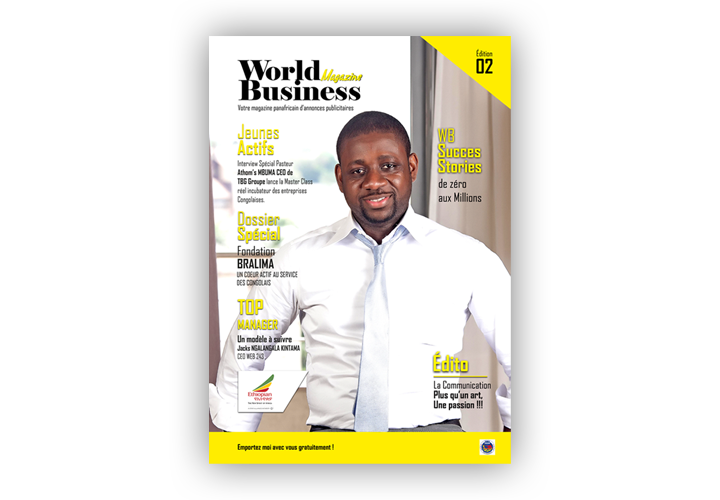 World
Magazine
Business
Votre magazine panafricain d'annonces publicitaires
Edition
02
Jeunes
Actifs
Interview Spécial Pasteur
Athom's MBUMA CEO de
TBG Groupe lance la Master Class
réel incubateur des entreprises
Congolaises.
Dossier
Spécial
Fondation
BRALIMA
UN COEUR ACTIF AU SERVICE
DES CONGOLAIS
TOP
MANAGER
Un modèle à suivre
Jacks NGALANGALA KINTAMA
CEO WEB 243
Ethiopian
WB
Succes
Stories
de zéro
aux Millions
Édito
La Communication
Plus qu'un art,
Une passion !!!
Emportez moi avec vous gratuitement !